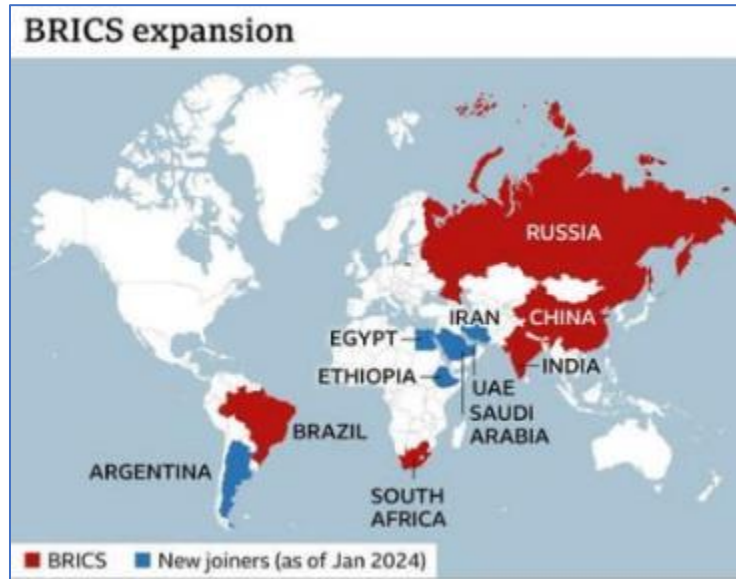 BRICS expansion
RUSSIA
IRAN
CHINA
EGYPT
INDIA
ETHIOPIA
UAE
SAUDI
ARABIA
BRAZIL
ARGENTINA
SOUTH
AFRICA
BRICS
New joiners (as of Jan 2024)